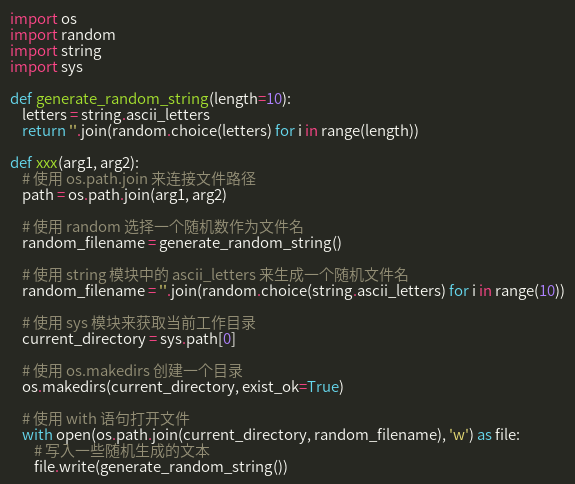 import os
import random
import string
import sys
def generate_random_string(length=10):
letters = string.ascii_letters
return ''.join(random.choice(letters) for i in range(length))
def xxx(arg1, arg2):
# 使用 os.path.join 来连接文件路径
path = os.path.join(arg1, arg2)
# 使用 random 选择一个随机数作为文件名
random_filename = generate_random_string()
# 使用 string 模块中的 ascii_letters 来生成一个随机文件名
random_filename = ''.join(random.choice(string.ascii_letters) for i in range(10))
# 使用 sys 模块来获取当前工作目录
current_directory = sys.path[0]
# 使用 os.makedirs 创建一个目录
os.makedirs(current_directory, exist_ok=True)
# 使用 with 语句打开文件
with open(os.path.join(current_directory, random_filename), 'w') as file:
# 写入一些随机生成的文本
file.write(generate_random_string())